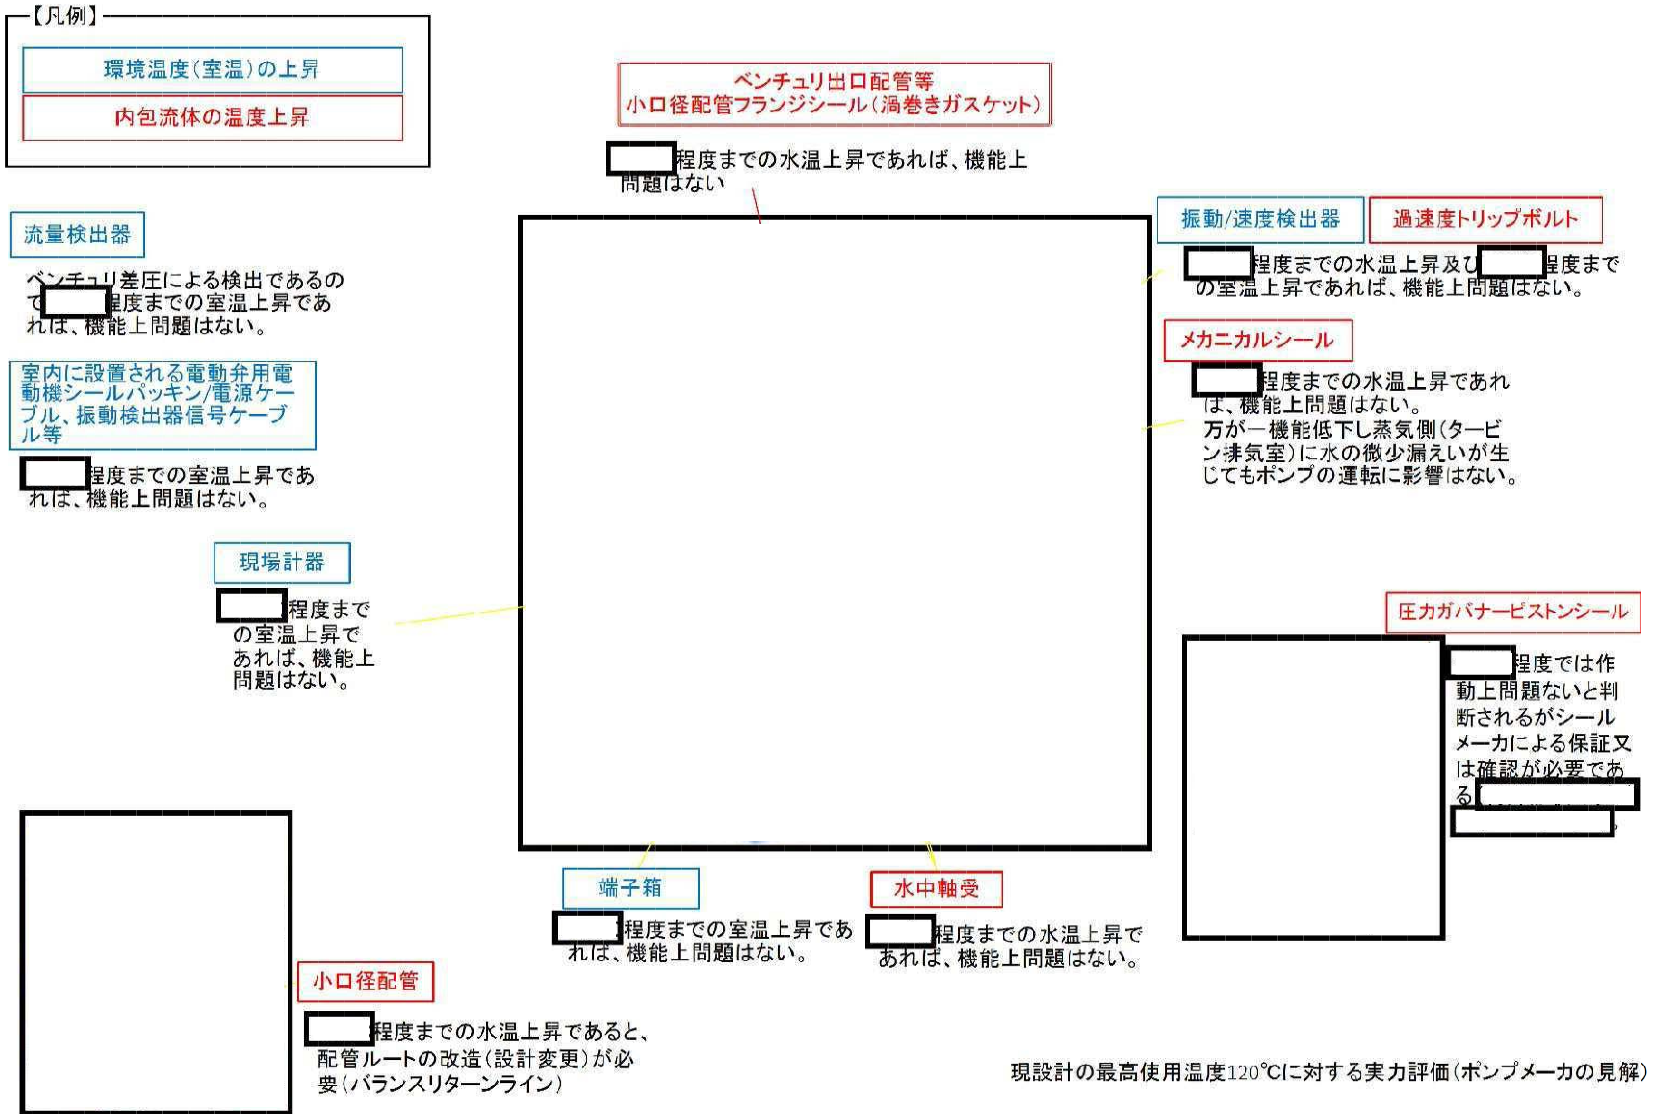 【凡例】
環境温度(室温)の上昇
内包流体の温度上昇
ベンチュリ出口配管等
小口径配管フランジシール(渦巻きガスケット)
程度までの水温上昇であれば、機能上
問題はない
流量検出器
ベンチュリ差圧による検出であるの
で 程度までの室温上昇であ
れば、機能上問題はない。
室内に設置される電動弁用電
動機シールパッキン/電源ケー
ブル、振動検出器信号ケーブ
ル等
程度までの室温上昇であ
れば、機能上問題はない。
現場計器
程度まで
の室温上昇で
あれば、機能上
問題はない。
振動/速度検出器
過速度トリップボルト
程度までの水温上昇及び 程度まで
の室温上昇であれば、機能上問題はない。
メカニカルシール
程度までの水温上昇であれ
ば、機能上問題はない。
万が一機能低下し蒸気側(タービ
ン排気室)に水の微少漏えいが生
じてもポンプの運転に影響はない。
圧力ガバナーピストンシール
程度では作
動上問題ないと判
断されるがシール
メーカによる保証又
は確認が必要であ
る
。
端子箱
程度までの室温上昇であ
れば、機能上問題はない。
水中軸受
程度までの水温上昇で
あれば、機能上問題はない。
小口径配管
程度までの水温上昇であると、
配管ルートの改造(設計変更)が必
要(バランスリターンライン)
現設計の最高使用温度120℃に対する実力評価(ポンプメーカの見解)